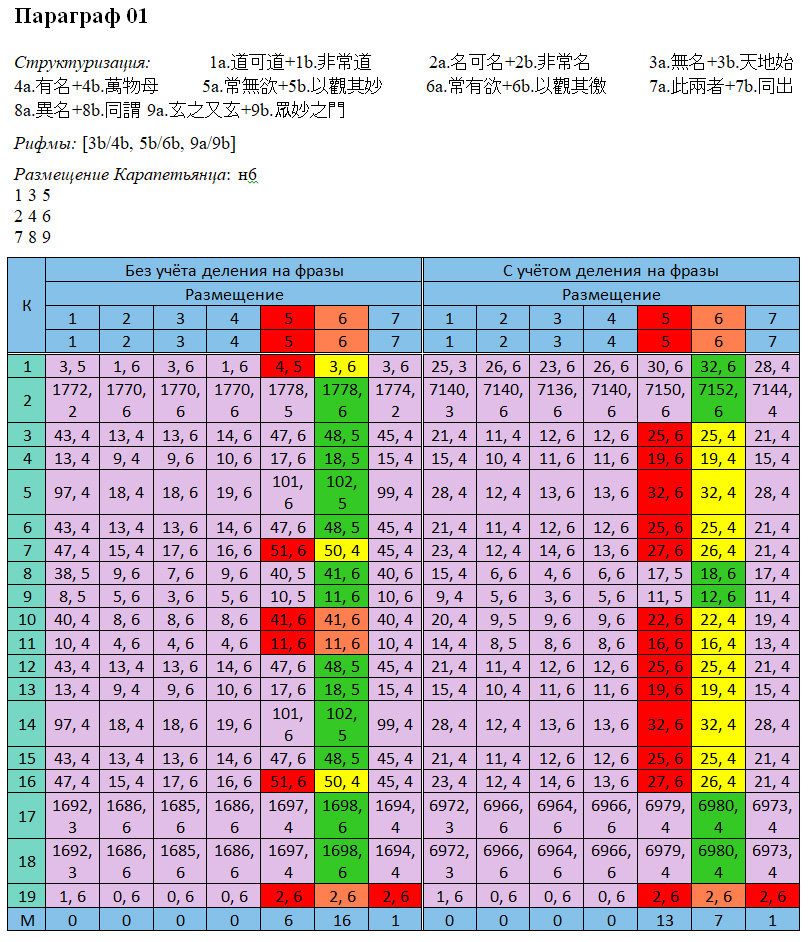 Параграф 01
Структуризация: 1a.道可道+1b.非常道 2a.名可名+2b.非常名 3a.無名+3b.天地始
4a.有名+4b.萬物母 5a.常無欲+5b.以觀其妙 6a.常有欲+6b.以觀其徼 7a.此兩者+7b.同出
8a.異名+8b.同謂 9a.玄之又玄+9b.眾妙之門
Рифмы: [3b/4b, 5b/6b, 9a/9b]
Размещение Карапетьянца: н6
1 3 5
2 4 6
7 8 9
К Без учёта деления на фразы С учётом деления на фразы
Размещение Размещение
1 2 3 4 5 6 7 1 2 3 4 5 6 7
1 2 3 4 5 6 7 1 2 3 4 5 6 7
1 3, 5 1, 6 3, 6 1, 6 4, 5 3, 6 3, 6 25, 3 26, 6 23, 6 26, 6 30, 6 32, 6 28, 4
2 1772, 2 1770, 6 1770, 6 1770, 6 1778, 5 1778, 6 1774, 2 7140, 3 7140, 6 7136, 6 7140, 6 7150, 6 7152, 6 7144, 4
3 43, 4 13, 4 13, 6 14, 6 47, 6 48, 5 45, 4 21, 4 11, 4 12, 6 12, 6 25, 6 25, 4 21, 4
4 13, 4 9, 4 9, 6 10, 6 17, 6 18, 5 15, 4 15, 4 10, 4 11, 6 11, 6 19, 6 19, 4 15, 4
5 97, 4 18, 4 18, 6 19, 6 101, 6 102, 5 99, 4 28, 4 12, 4 13, 6 13, 6 32, 6 32, 4 28, 4
6 43, 4 13, 4 13, 6 14, 6 47, 6 48, 5 45, 4 21, 4 11, 4 12, 6 12, 6 25, 6 25, 4 21, 4
7 47, 4 15, 4 17, 6 16, 6 51, 6 50, 4 45, 4 23, 4 12, 4 14, 6 13, 6 27, 6 26, 4 21, 4
8 38, 5 9, 6 7, 6 9, 6 40, 5 41, 6 40, 6 15, 4 6, 6 4, 6 6, 6 17, 5 18, 6 17, 4
9 8, 5 5, 6 3, 6 5, 6 10, 5 11, 6 10, 6 9, 4 5, 6 3, 6 5, 6 11, 5 12, 6 11, 4
10 40, 4 8, 6 8, 6 8, 6 41, 6 41, 6 40, 4 20, 4 9, 5 9, 6 9, 6 22, 6 22, 4 19, 4
11 10, 4 4, 6 4, 6 4, 6 11, 6 11, 6 10, 4 14, 4 8, 5 8, 6 8, 6 16, 6 16, 4 13, 4
12 43, 4 13, 4 13, 6 14, 6 47, 6 48, 5 45, 4 21, 4 11, 4 12, 6 12, 6 25, 6 25, 4 21, 4
13 13, 4 9, 4 9, 6 10, 6 17, 6 18, 5 15, 4 15, 4 10, 4 11, 6 11, 6 19, 6 19, 4 15, 4
14 97, 4 18, 4 18, 6 19, 6 101, 6 102, 5 99, 4 28, 4 12, 4 13, 6 13, 6 32, 6 32, 4 28, 4
15 43, 4 13, 4 13, 6 14, 6 47, 6 48, 5 45, 4 21, 4 11, 4 12, 6 12, 6 25, 6 25, 4 21, 4
16 47, 4 15, 4 17, 6 16, 6 51, 6 50, 4 45, 4 23, 4 12, 4 14, 6 13, 6 27, 6 26, 4 21, 4
17 1692, 3 1686, 6 1685, 6 1686, 6 1697, 4 1698, 6 1694, 4 6972, 3 6966, 6 6964, 6 6966, 6 6979, 4 6980, 4 6973, 4
18 1692, 3 1686, 6 1685, 6 1686, 6 1697, 4 1698, 6 1694, 4 6972, 3 6966, 6 6964, 6 6966, 6 6979, 4 6980, 4 6973, 4
19 1, 6 0, 6 0, 6 0, 6 2, 6 2, 6 2, 6 1, 6 0, 6 0, 6 0, 6 2, 6 2, 6 2, 6
М 0 0 0 0 6 16 1 0 0 0 0 13 7 1